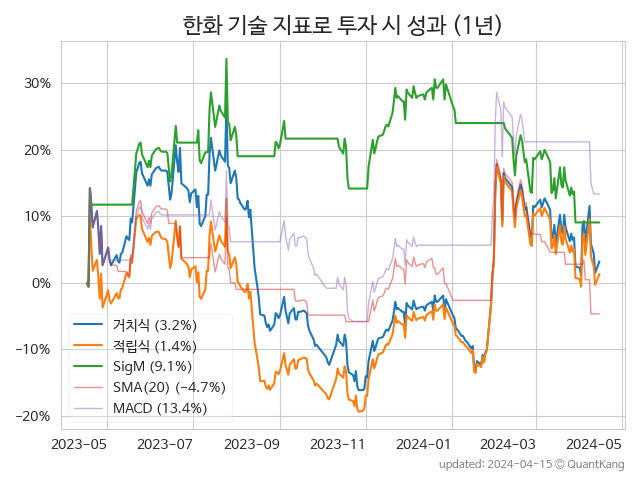 한화 기술 지표로 투자 시 성과 (1년)
30%
20%
10%
0%
−10%
−20%
거치식 (3.2%)
적립식 (1.4%)
SigM (9.1%)
SMA(20) (−4.7%)
MACD (13.4%)
2023-05 2023-07 2023-09 2023-11 2024-01 2024-03 2024-05
updated: 2024-04-15 © QuantKang